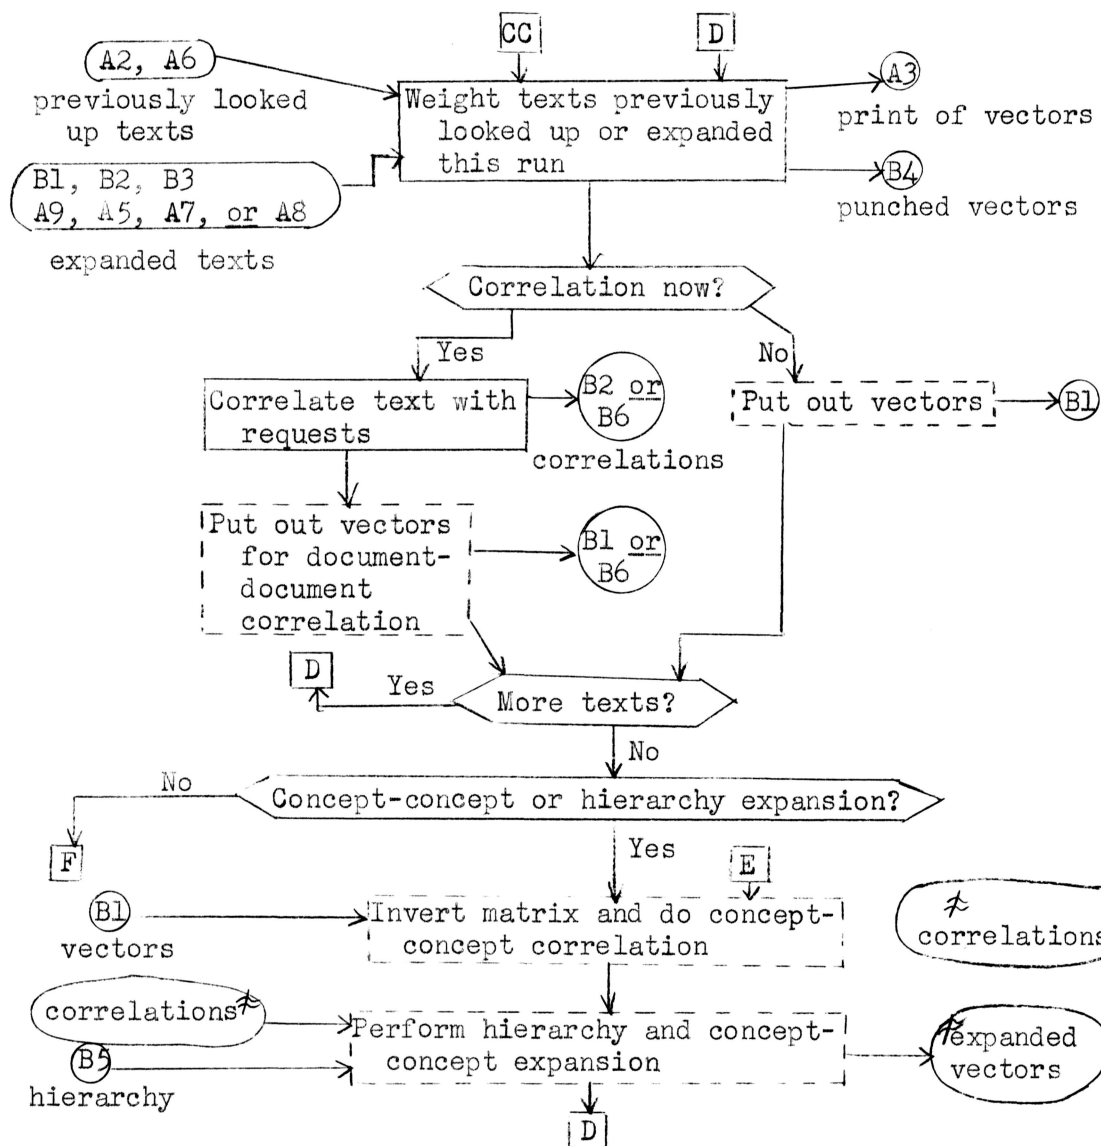 CC
D
A2, A6
previously looked
up texts
Weight texts previously
looked up or expanded
this run
A3
print of vectors
B1, B2, B3
A9, A5, A7, or A8
expanded texts
B4
punched vectors
Correlation now?
Yes
No
Correlate text with
requests
B2 or
B6
correlations
Put out vectors
B1
Put out vectors
for document-
document
correlation
B1 or
B6
D
Yes
More texts?
No
No
Concept-concept or hierarchy expansion?
F
Yes
E
B1
vectors
Invert matrix and do concept-
concept correlation
correlations
correlations
Perform hierarchy and concept-
concept expansion
B5
hierarchy
expanded
vectors
D